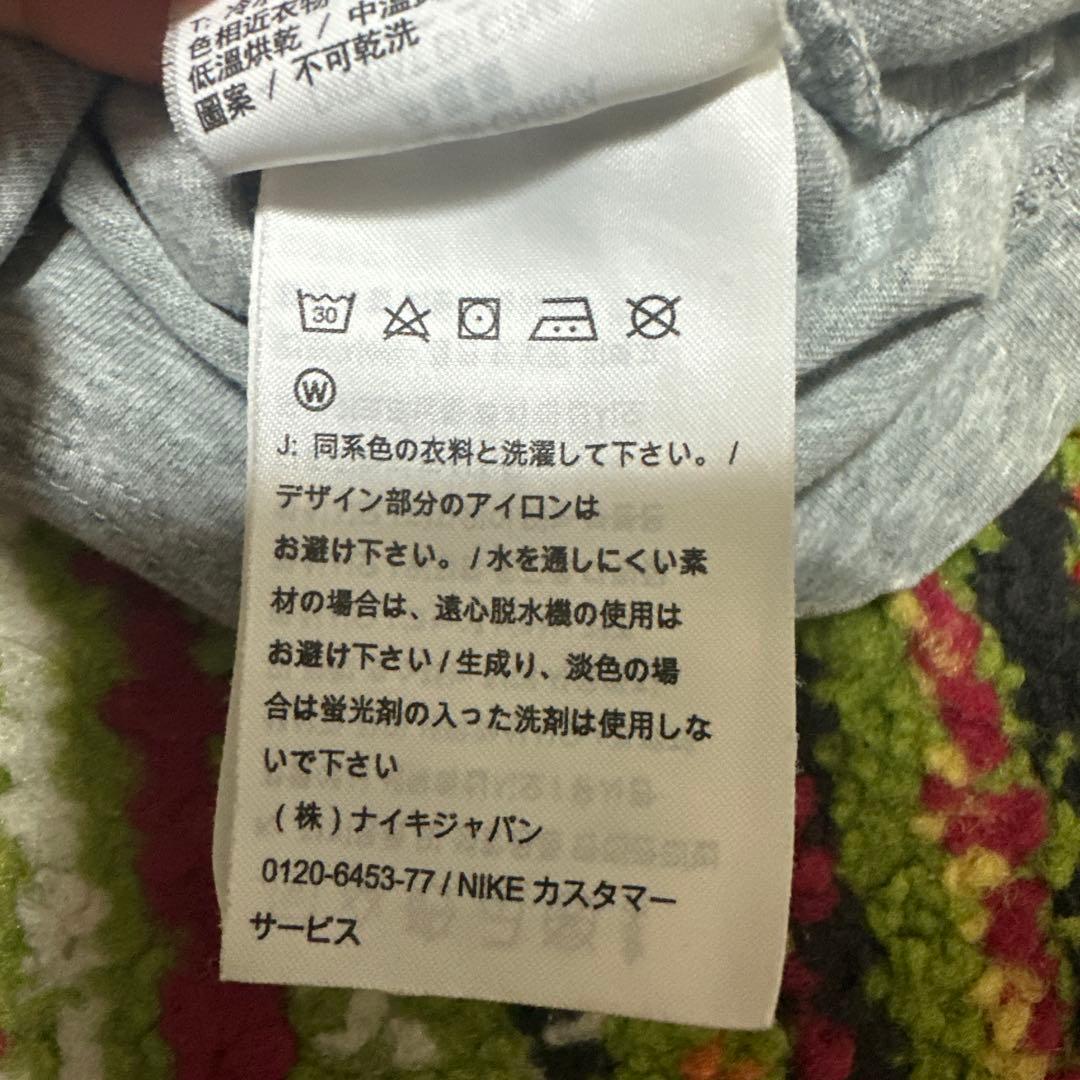 色相近衣物
低溫烘乾 / 中溫
圖案 / 不可乾洗
30
W
J: 同系色の衣料と洗濯して下さい。 /
デザイン部分のアイロンは
お避け下さい。 / 水を通しにくい素
材の場合は、遠心脱水機の使用は
お避け下さい / 生成り、淡色の場
合は蛍光剤の入った洗剤は使用しな
いで下さい
( 株 ) ナイキジャパン
0120-6453-77 / NIKE カスタマー
サービス